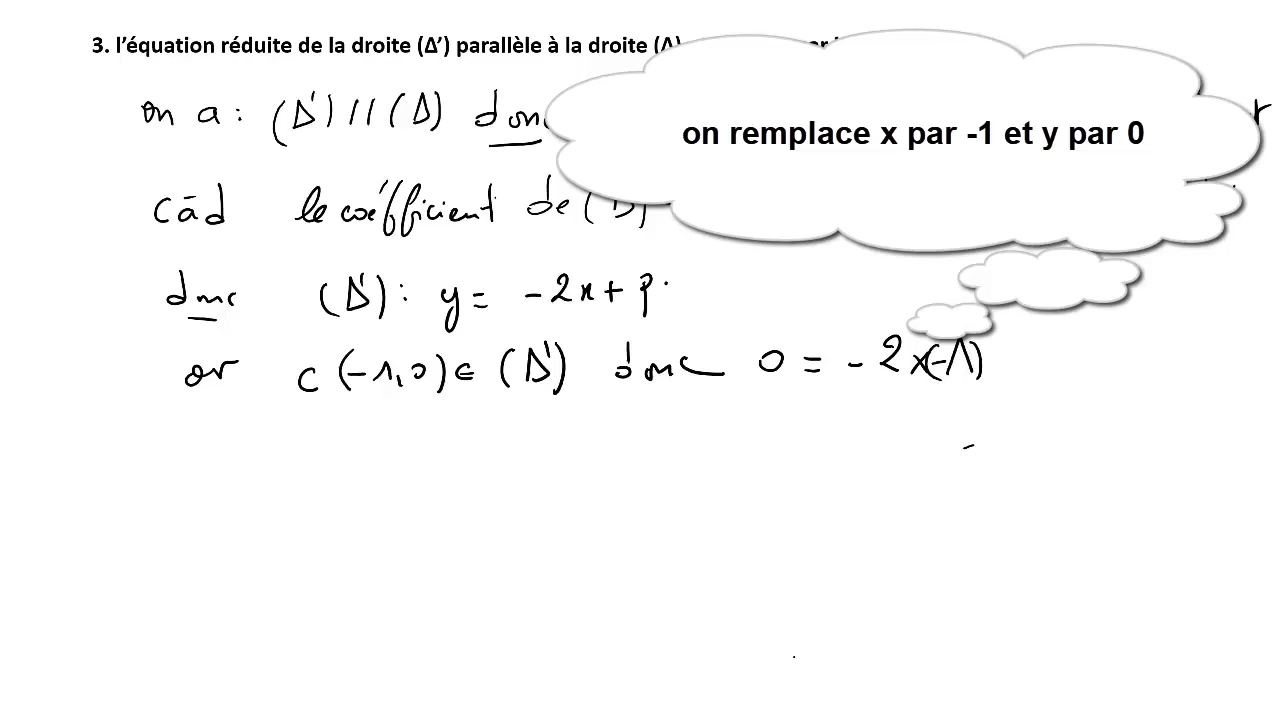 3. l’équation réduite de la droite (Δ’) parallèle à la droite (Δ)
on remplace x par -1 et y par 0
on a : (Δ') // (Δ) donc
càd le coéfficient de (Δ')
donc (Δ') : y = -2x + p.
or C (-1,0) ∈ (Δ') donc 0 = -2×(-1)